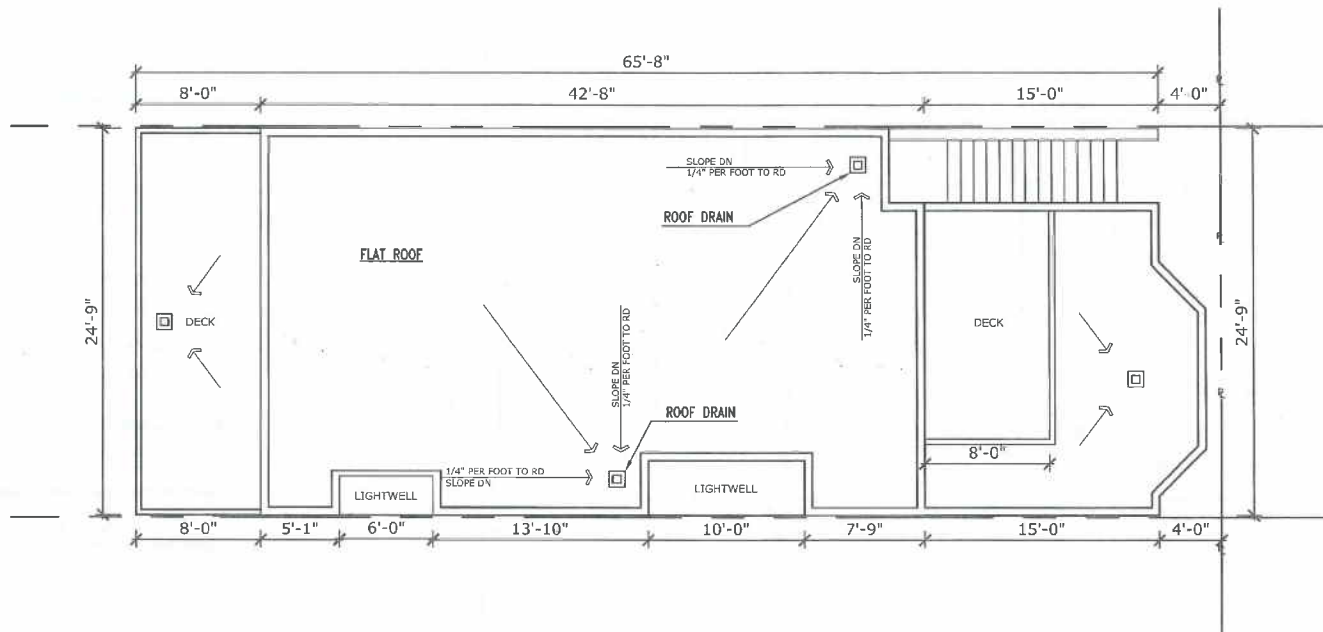 65'-8"
8'-0"
42'-8"
15'-0"
4'-0"
SLOPE DN
1/4" PER FOOT TO RD
ROOF DRAIN
SLOPE DN
1/4" PER FOOT TO RD
FLAT ROOF
24'-9"
DECK
SLOPE DN
1/4" PER FOOT TO RD
DECK
24'-9"
ROOF DRAIN
8'-0"
1/4" PER FOOT TO RD
SLOPE DN
LIGHTWELL
LIGHTWELL
8'-0"
5'-1"
6'-0"
13'-10"
10'-0"
7'-9"
15'-0"
4'-0"